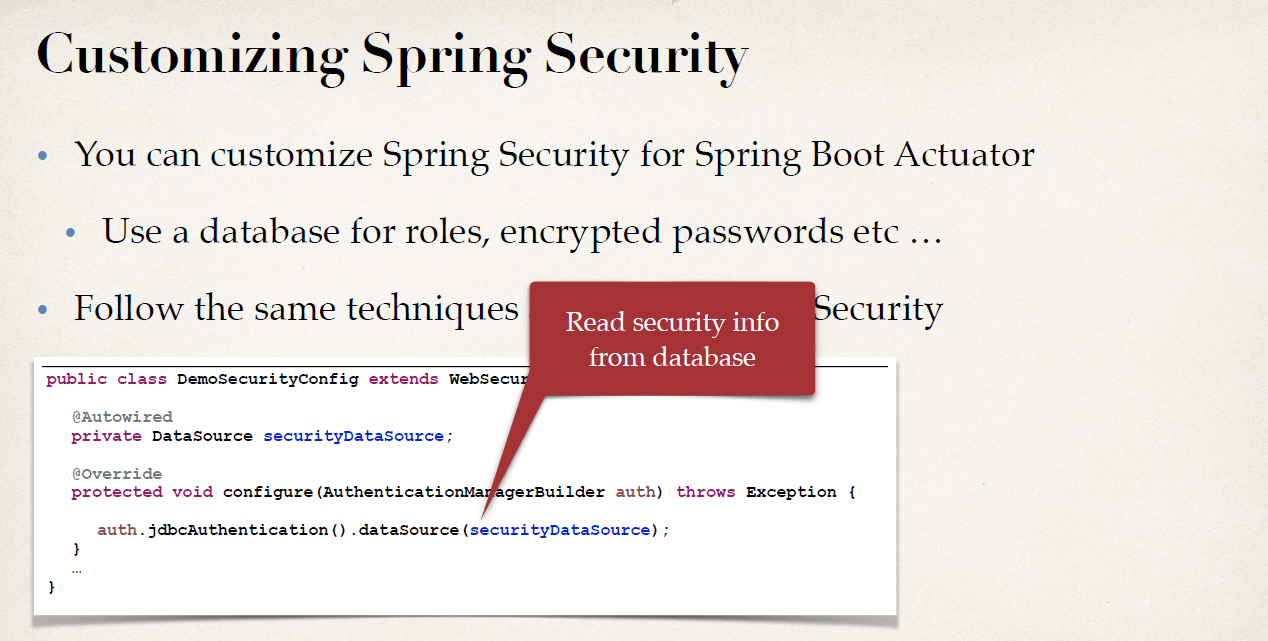 Customizing Spring Security
• You can customize Spring Security for Spring Boot Actuator
• Use a database for roles, encrypted passwords etc …
• Follow the same techniques Security
Read security info
from database
public class DemoSecurityConfig extends
@Autowired
private DataSource securityDataSource;
@Override
protected void configure(AuthenticationManagerBuilder auth) throws Exception {
auth.jdbcAuthentication().dataSource(securityDataSource);
}
…
}